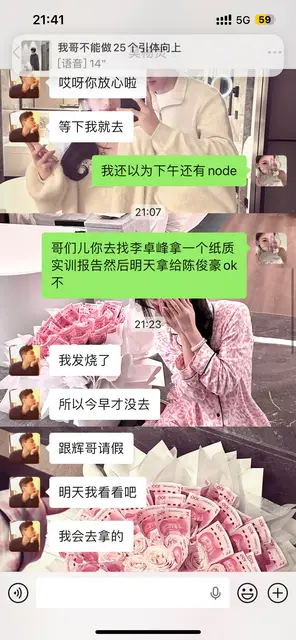 21:41
5G
59
我哥不能做25个引体向上
[语音] 14"
哎呀你放心啦
等下我就去
我还以为下午还有node
21:07
哥们儿你去找李卓峰拿一个纸质
实训报告然后明天拿给陈俊豪ok
不
21:23
我发烧了
所以今早才没去
跟辉哥请假
明天我看看吧
我会去拿的